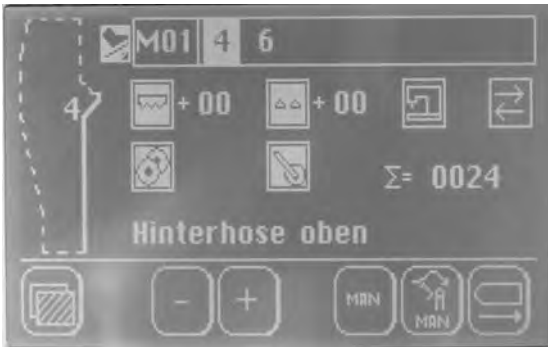 M01 4 6
4 + 00 + 00
Σ= 0024
Hinterhose oben
- + MAN A MAN